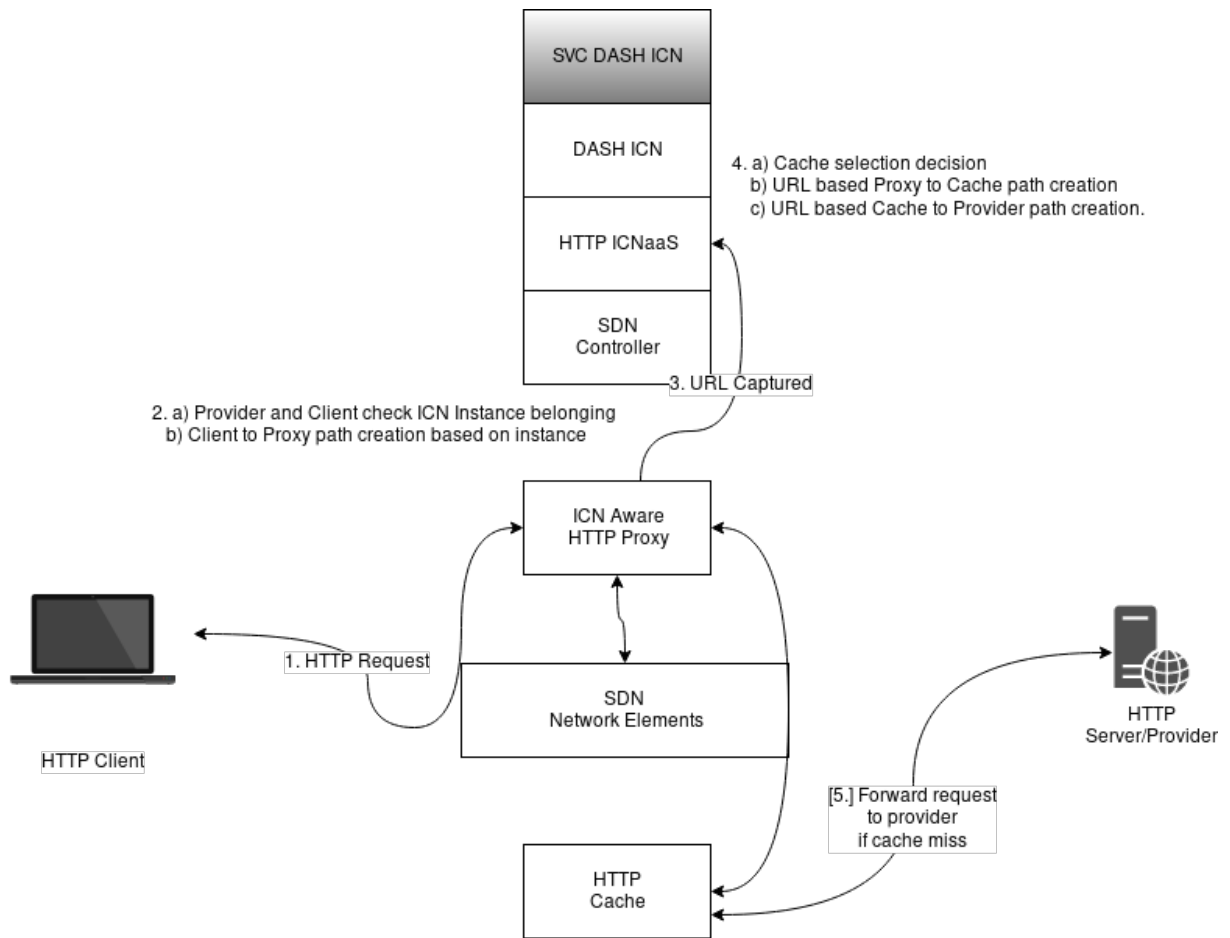 SVC DASH ICN
DASH ICN
4. a) Cache selection decision
b) URL based Proxy to Cache path creation
c) URL based Cache to Provider path creation.
HTTP ICNaaS
SDN
Controller
3. URL Captured
2. a) Provider and Client check ICN Instance belonging
b) Client to Proxy path creation based on instance
ICN Aware
HTTP Proxy
1. HTTP Request
SDN
Network Elements
HTTP Client
HTTP
Server/Provider
[5.] Forward request
to provider
if cache miss
HTTP
Cache